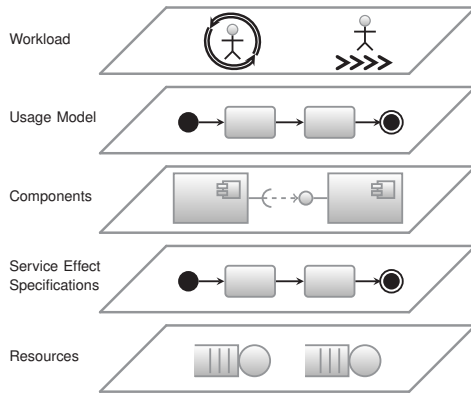 Workload
Usage Model
Components
Service Effect
Specifications
Resources